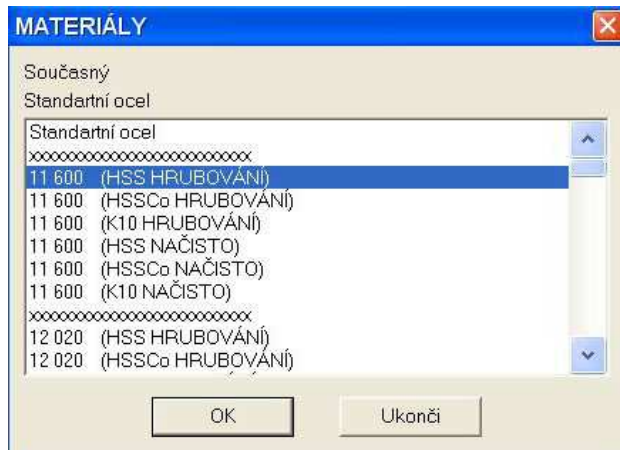 MATERIÁLY
Současný
Standartní ocel
Standartní ocel
xxxxxxxxxxxxxxxxxxxxxxxxxx
11 600 (HSS HRUBOVÁNÍ)
11 600 (HSSCo HRUBOVÁNÍ)
11 600 (K10 HRUBOVÁNÍ)
11 600 (HSS NAČISTO)
11 600 (HSSCo NAČISTO)
11 600 (K10 NAČISTO)
xxxxxxxxxxxxxxxxxxxxxxxxxx
12 020 (HSS HRUBOVÁNÍ)
12 020 (HSSCo HRUBOVÁNÍ)
OK
Ukonči